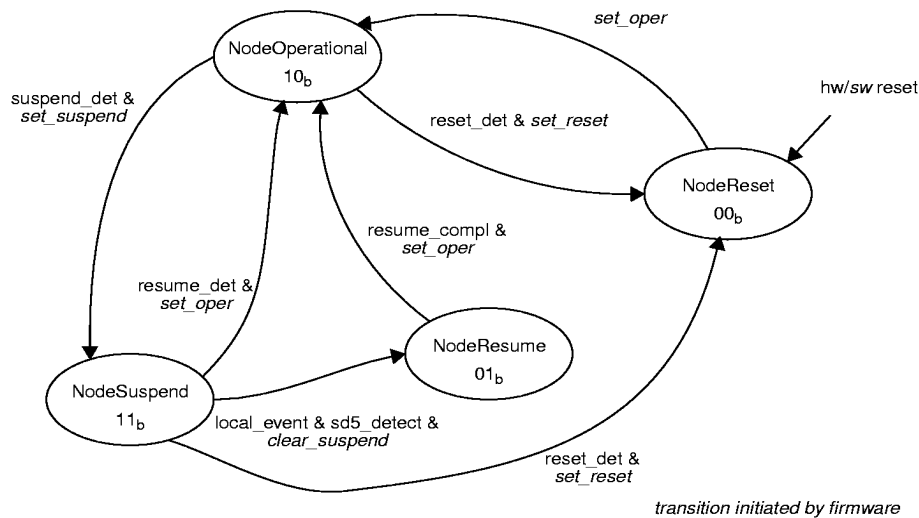 set_oper
NodeOperational
10b
hw/sw reset
suspend_det &
set_suspend
reset_det & set_reset
NodeReset
00b
resume_compl &
set_oper
resume_det &
set_oper
NodeResume
01b
NodeSuspend
11b
local_event & sd5_detect &
clear_suspend
reset_det &
set_reset
transition initiated by firmware